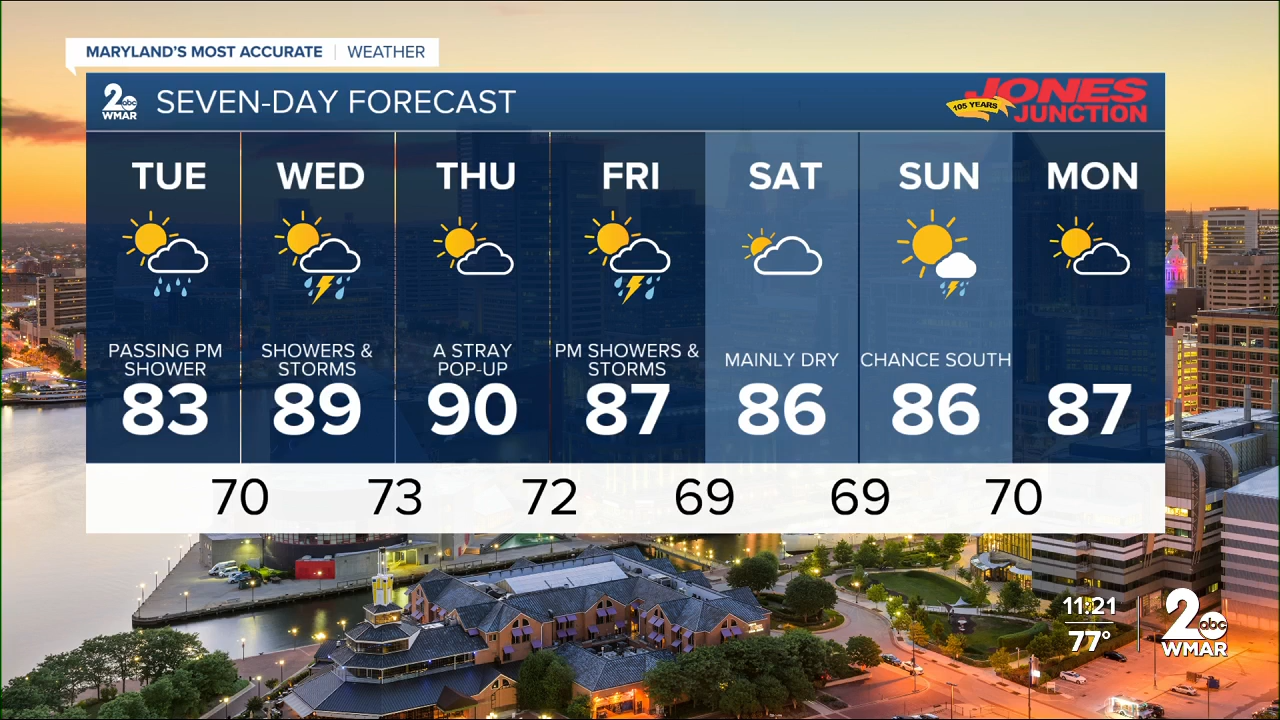 MARYLAND'S MOST ACCURATE | WEATHER
2 abc WMAR
SEVEN-DAY FORECAST
105 YEARS
JONES
JUNCTION
TUE WED THU FRI SAT SUN MON
PASSING PM SHOWER
SHOWERS & STORMS
A STRAY POP-UP
PM SHOWERS & STORMS
MAINLY DRY
CHANCE SOUTH
83 89 90 87 86 86 87
70 73 72 69 69 70
11:21
77°
2 abc
WMAR